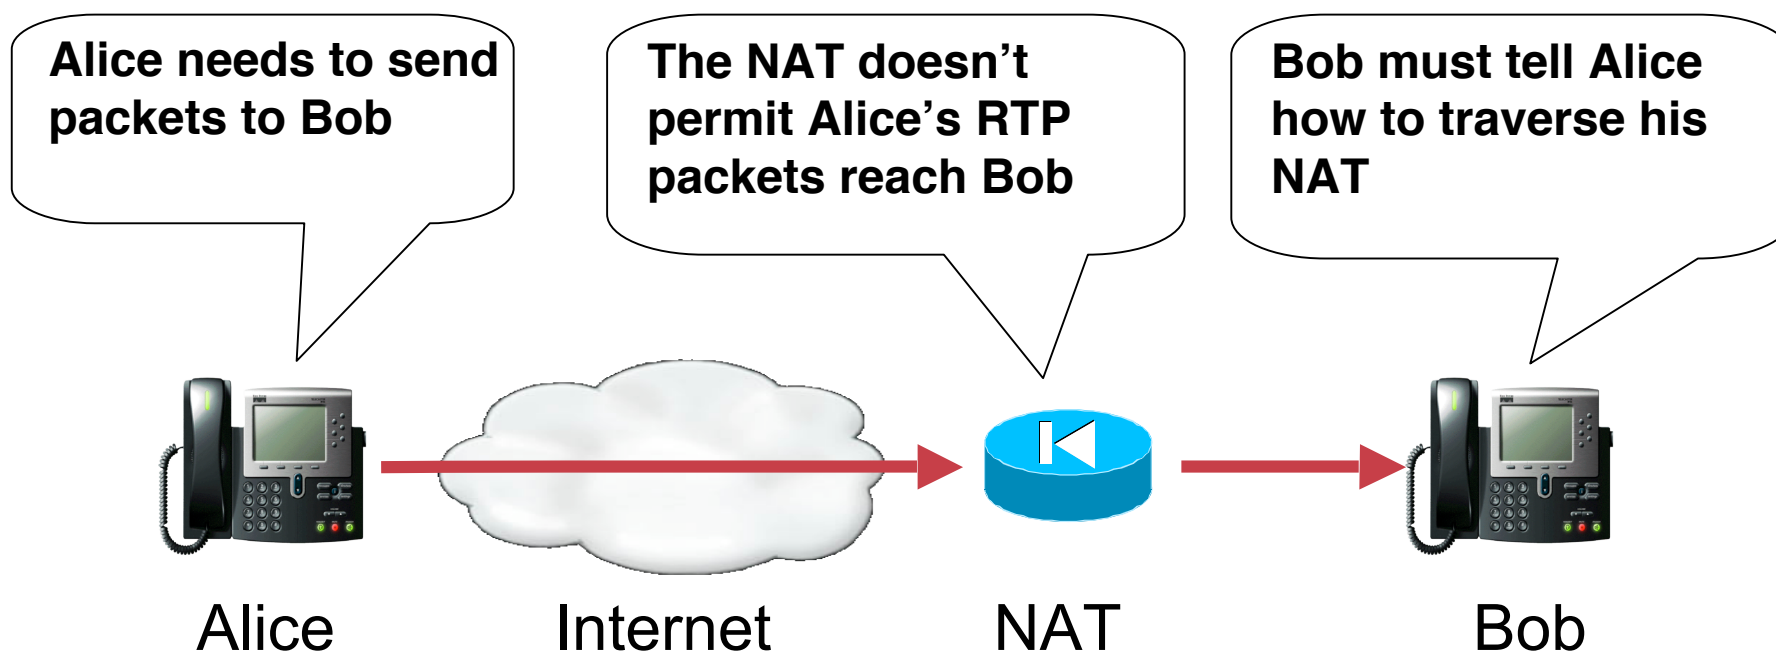 Alice needs to send
packets to Bob
The NAT doesn’t
permit Alice’s RTP
packets reach Bob
Bob must tell Alice
how to traverse his
NAT
Alice
Internet
NAT
Bob